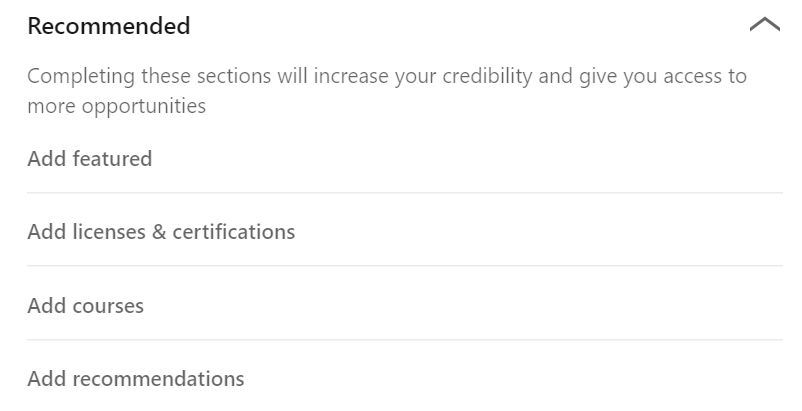 Recommended
Completing these sections will increase your credibility and give you access to
more opportunities
Add featured
Add licenses & certifications
Add courses
Add recommendations